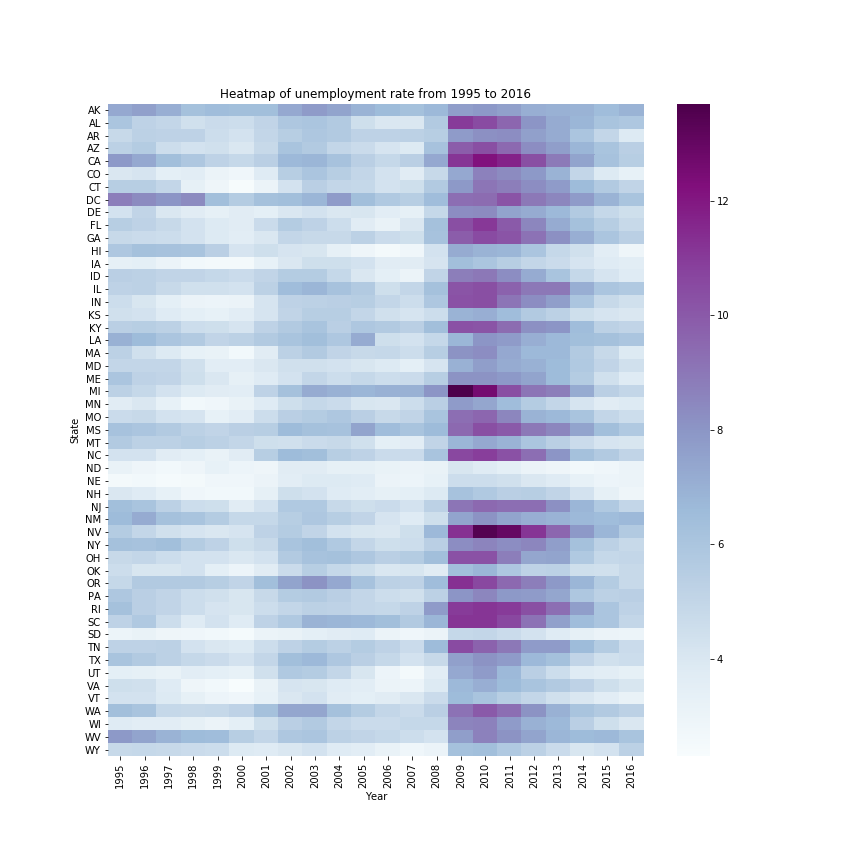 Heatmap of unemployment rate from 1995 to 2016
AK
AL
AR
AZ
CA
CO
CT
DC
DE
FL
GA
HI
IA
ID
IL
IN
KS
KY
LA
MA
MD
ME
MI
MN
MO
MS
MT
NC
ND
NE
NH
NJ
NM
NV
NY
OH
OK
OR
PA
RI
SC
SD
TN
TX
UT
VA
VT
WA
WI
WV
WY
State
1995 1996 1997 1998 1999 2000 2001 2002 2003 2004 2005 2006 2007 2008 2009 2010 2011 2012 2013 2014 2015 2016
Year
12
10
8
6
4